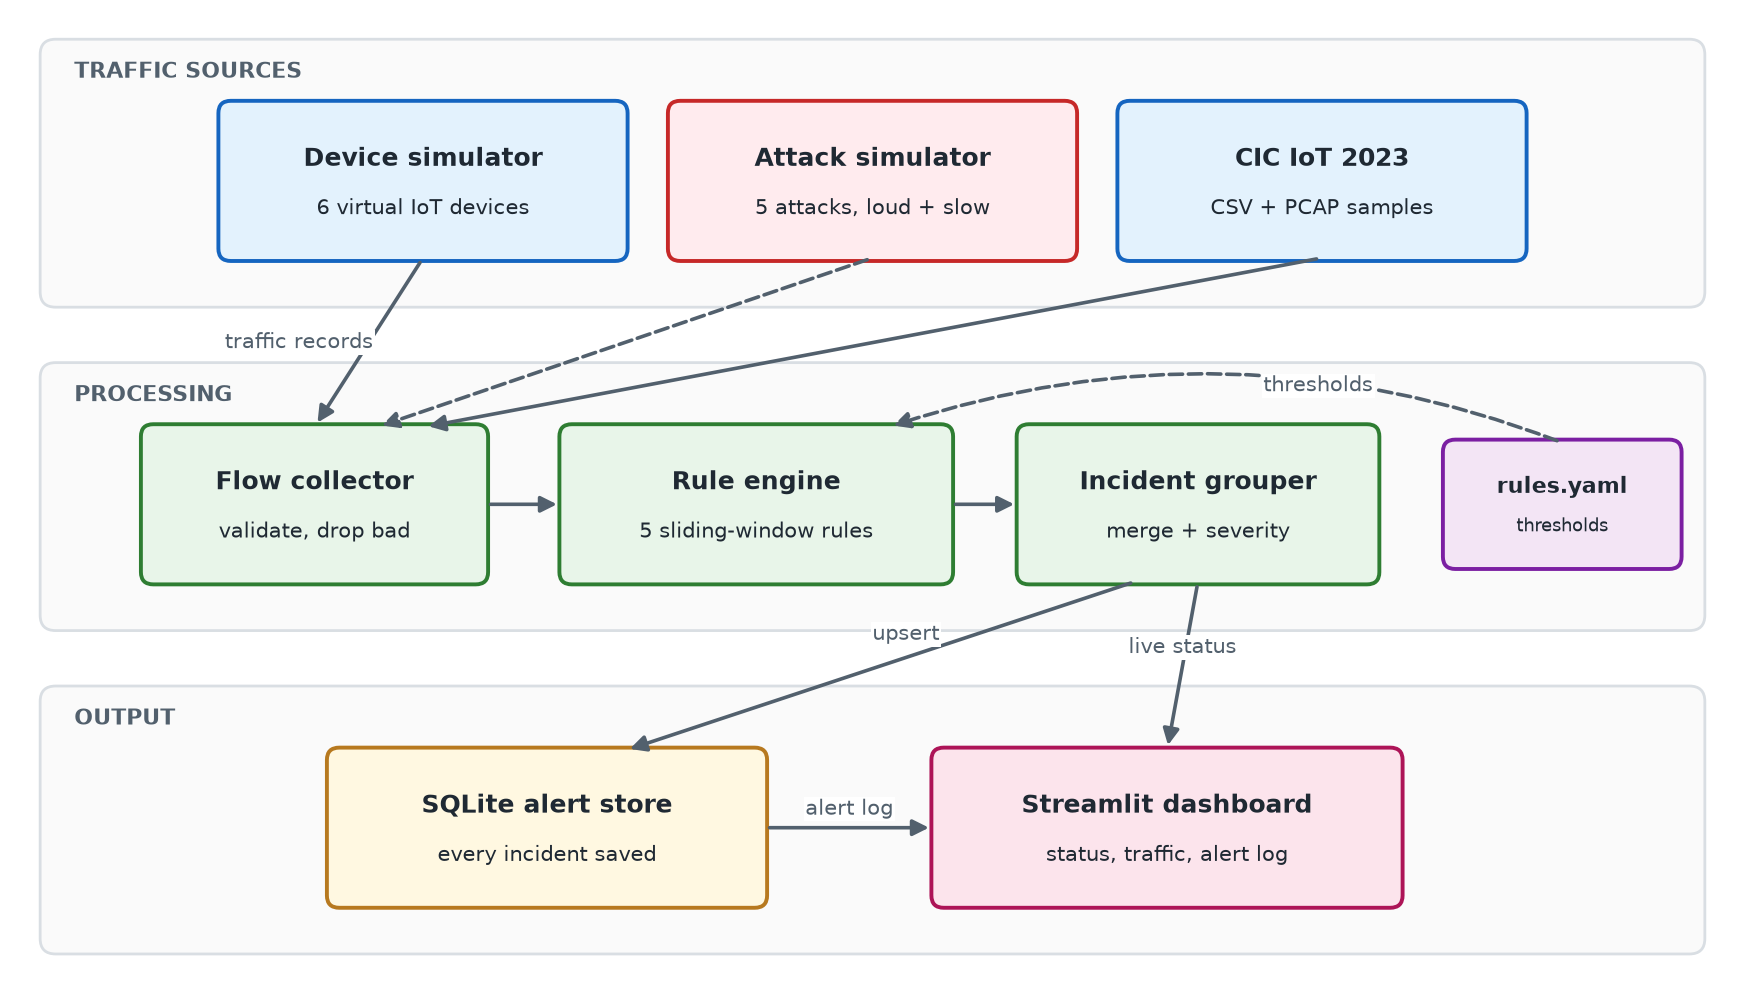 TRAFFIC SOURCES
Device simulator
6 virtual IoT devices
Attack simulator
5 attacks, loud + slow
CIC IoT 2023
CSV + PCAP samples
traffic records
PROCESSING
thresholds
Flow collector
validate, drop bad
Rule engine
5 sliding-window rules
Incident grouper
merge + severity
rules.yaml
thresholds
upsert
live status
OUTPUT
SQLite alert store
every incident saved
alert log
Streamlit dashboard
status, traffic, alert log